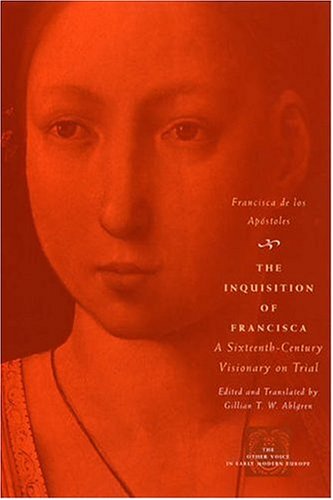 Francisca de los
Apóstoles
THE
INQUISITION
OF
FRANCISCA
A Sixteenth-Century
Visionary on Trial
Edited and Translated by
Gillian T. W. Ahlgren
THE
OTHER VOICE
IN EARLY MODERN EUROPE